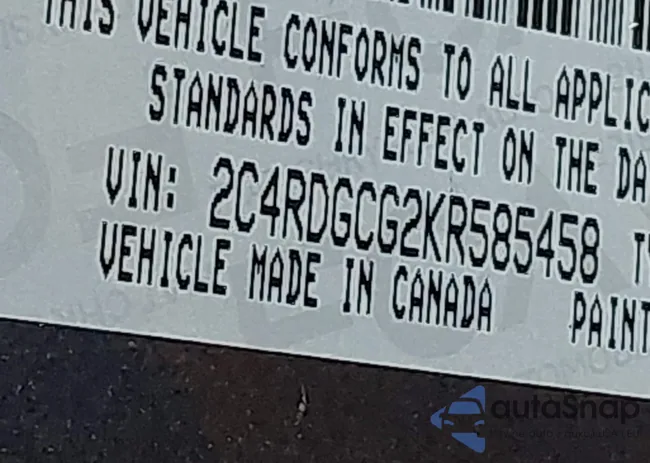 THIS VEHICLE CONFORMS TO ALL APPLIC
STANDARDS IN EFFECT ON THE DA
VIN: 2C4RDGCG2KR585458 TY
VEHICLE MADE IN CANADA PAINT
autoSnap